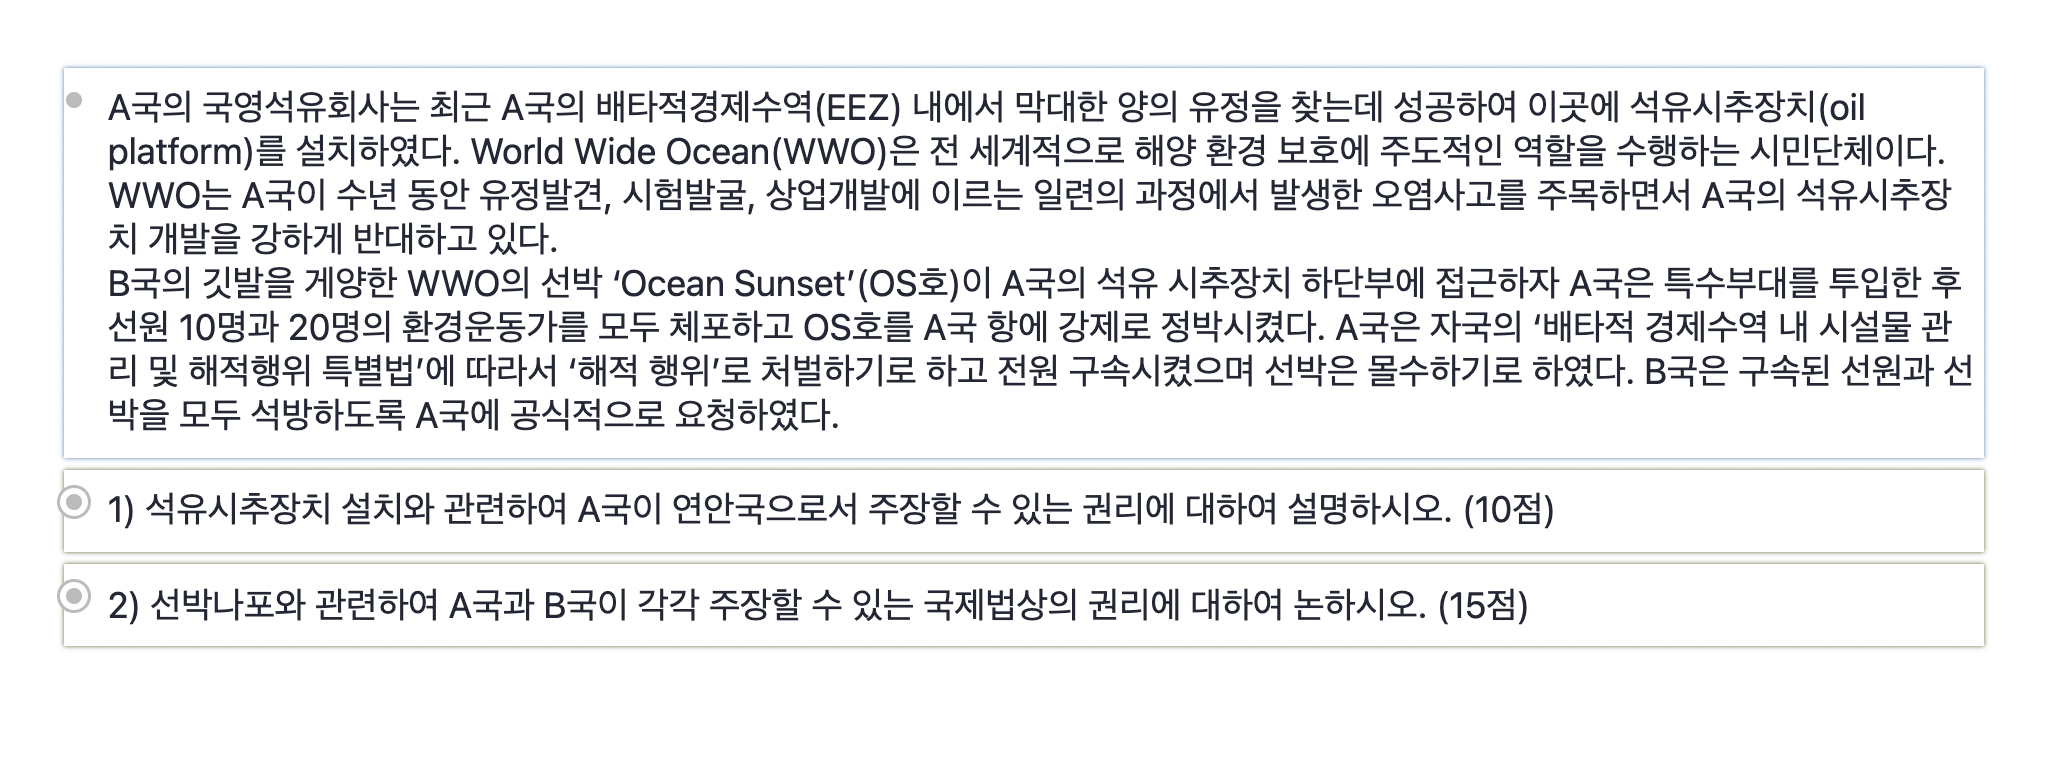 A국의 국영석유회사는 최근 A국의 배타적경제수역(EEZ) 내에서 막대한 양의 유정을 찾는데 성공하여 이곳에 석유시추장치(oil
platform)를 설치하였다. World Wide Ocean(WWO)은 전 세계적으로 해양 환경 보호에 주도적인 역할을 수행하는 시민단체이다.
WWO는 A국이 수년 동안 유정발견, 시험발굴, 상업개발에 이르는 일련의 과정에서 발생한 오염사고를 주목하면서 A국의 석유시추장
치 개발을 강하게 반대하고 있다.
B국의 깃발을 게양한 WWO의 선박 ‘Ocean Sunset’(OS호)이 A국의 석유 시추장치 하단부에 접근하자 A국은 특수부대를 투입한 후
선원 10명과 20명의 환경운동가를 모두 체포하고 OS호를 A국 항에 강제로 정박시켰다. A국은 자국의 ‘배타적 경제수역 내 시설물 관
리 및 해적행위 특별법’에 따라서 ‘해적 행위’로 처벌하기로 하고 전원 구속시켰으며 선박은 몰수하기로 하였다. B국은 구속된 선원과 선
박을 모두 석방하도록 A국에 공식적으로 요청하였다.
1) 석유시추장치 설치와 관련하여 A국이 연안국으로서 주장할 수 있는 권리에 대하여 설명하시오. (10점)
2) 선박나포와 관련하여 A국과 B국이 각각 주장할 수 있는 국제법상의 권리에 대하여 논하시오. (15점)